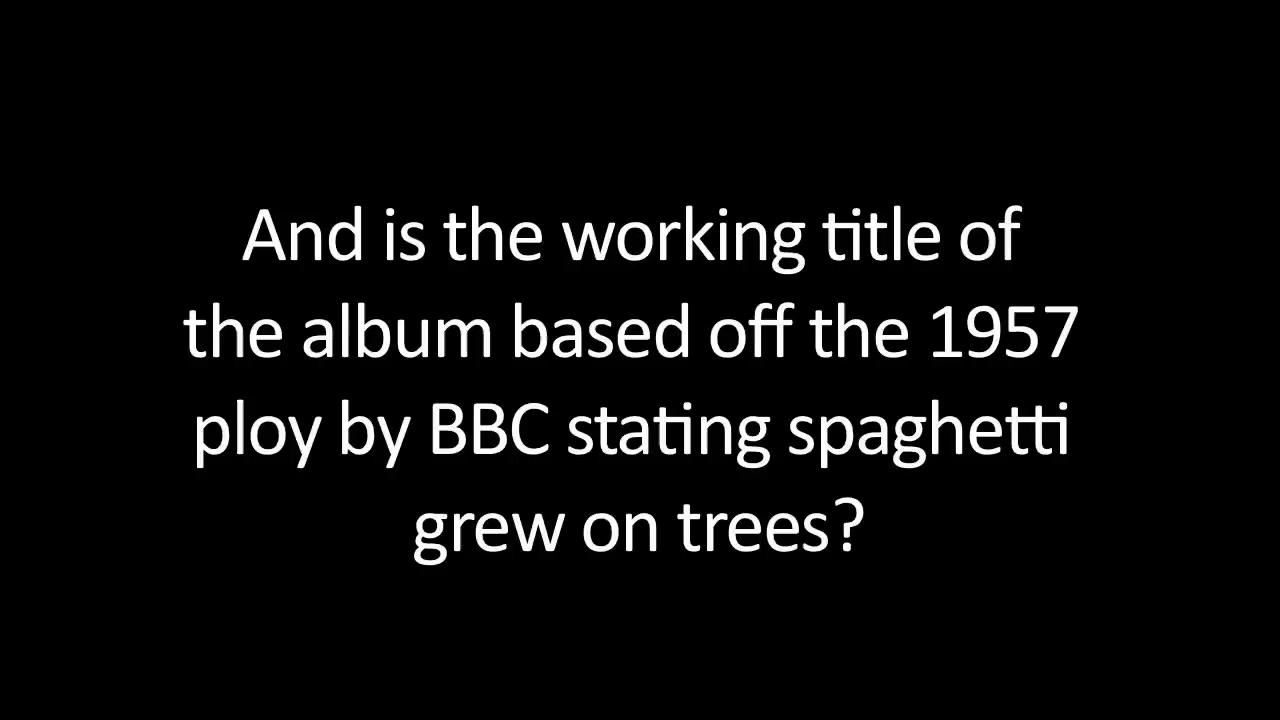 And is the working title of
the album based off the 1957
ploy by BBC stating spaghetti
grew on trees?